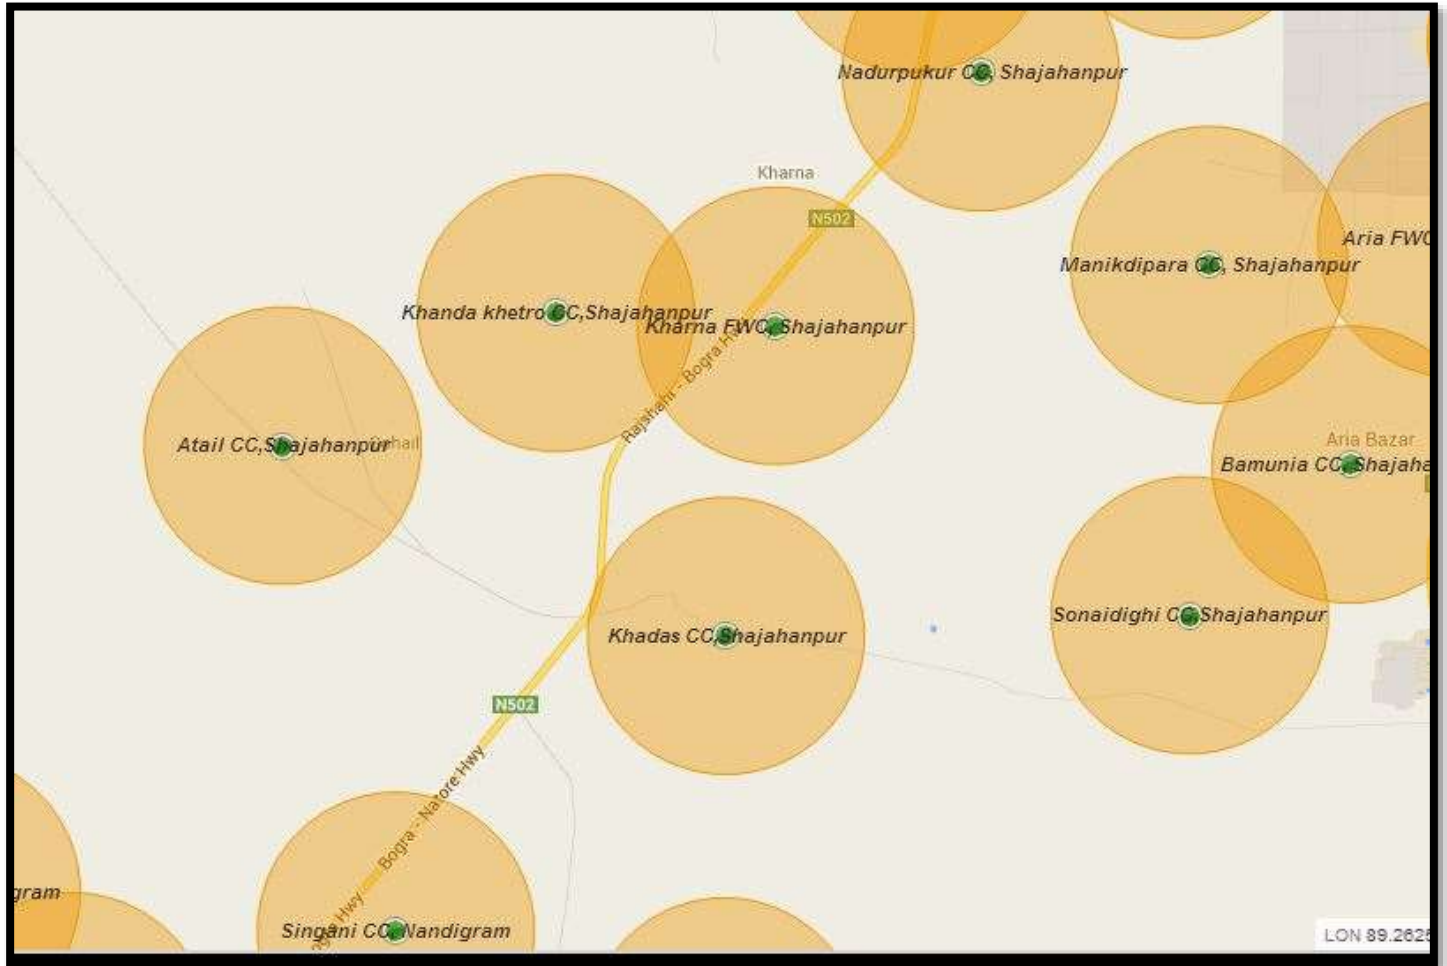 Nadurpukur CC, Shajahanpur
Kharna
N502
Aria FWC
Manikdipara CC, Shajahanpur
Khanda khetro CC,Shajahanpur
Kharna FWC, Shajahanpur
Rajshahi - Bogra Hwy
Aria Bazar
Atail CC,Shajahanpur
Bamunia CC, Shajaha
Sonaidighi CC,Shajahanpur
Khadas CC,Shajahanpur
N502
Bogra - Natore Hwy
gram
Hwy
Singani CC, Nandigram
LON 89.2625